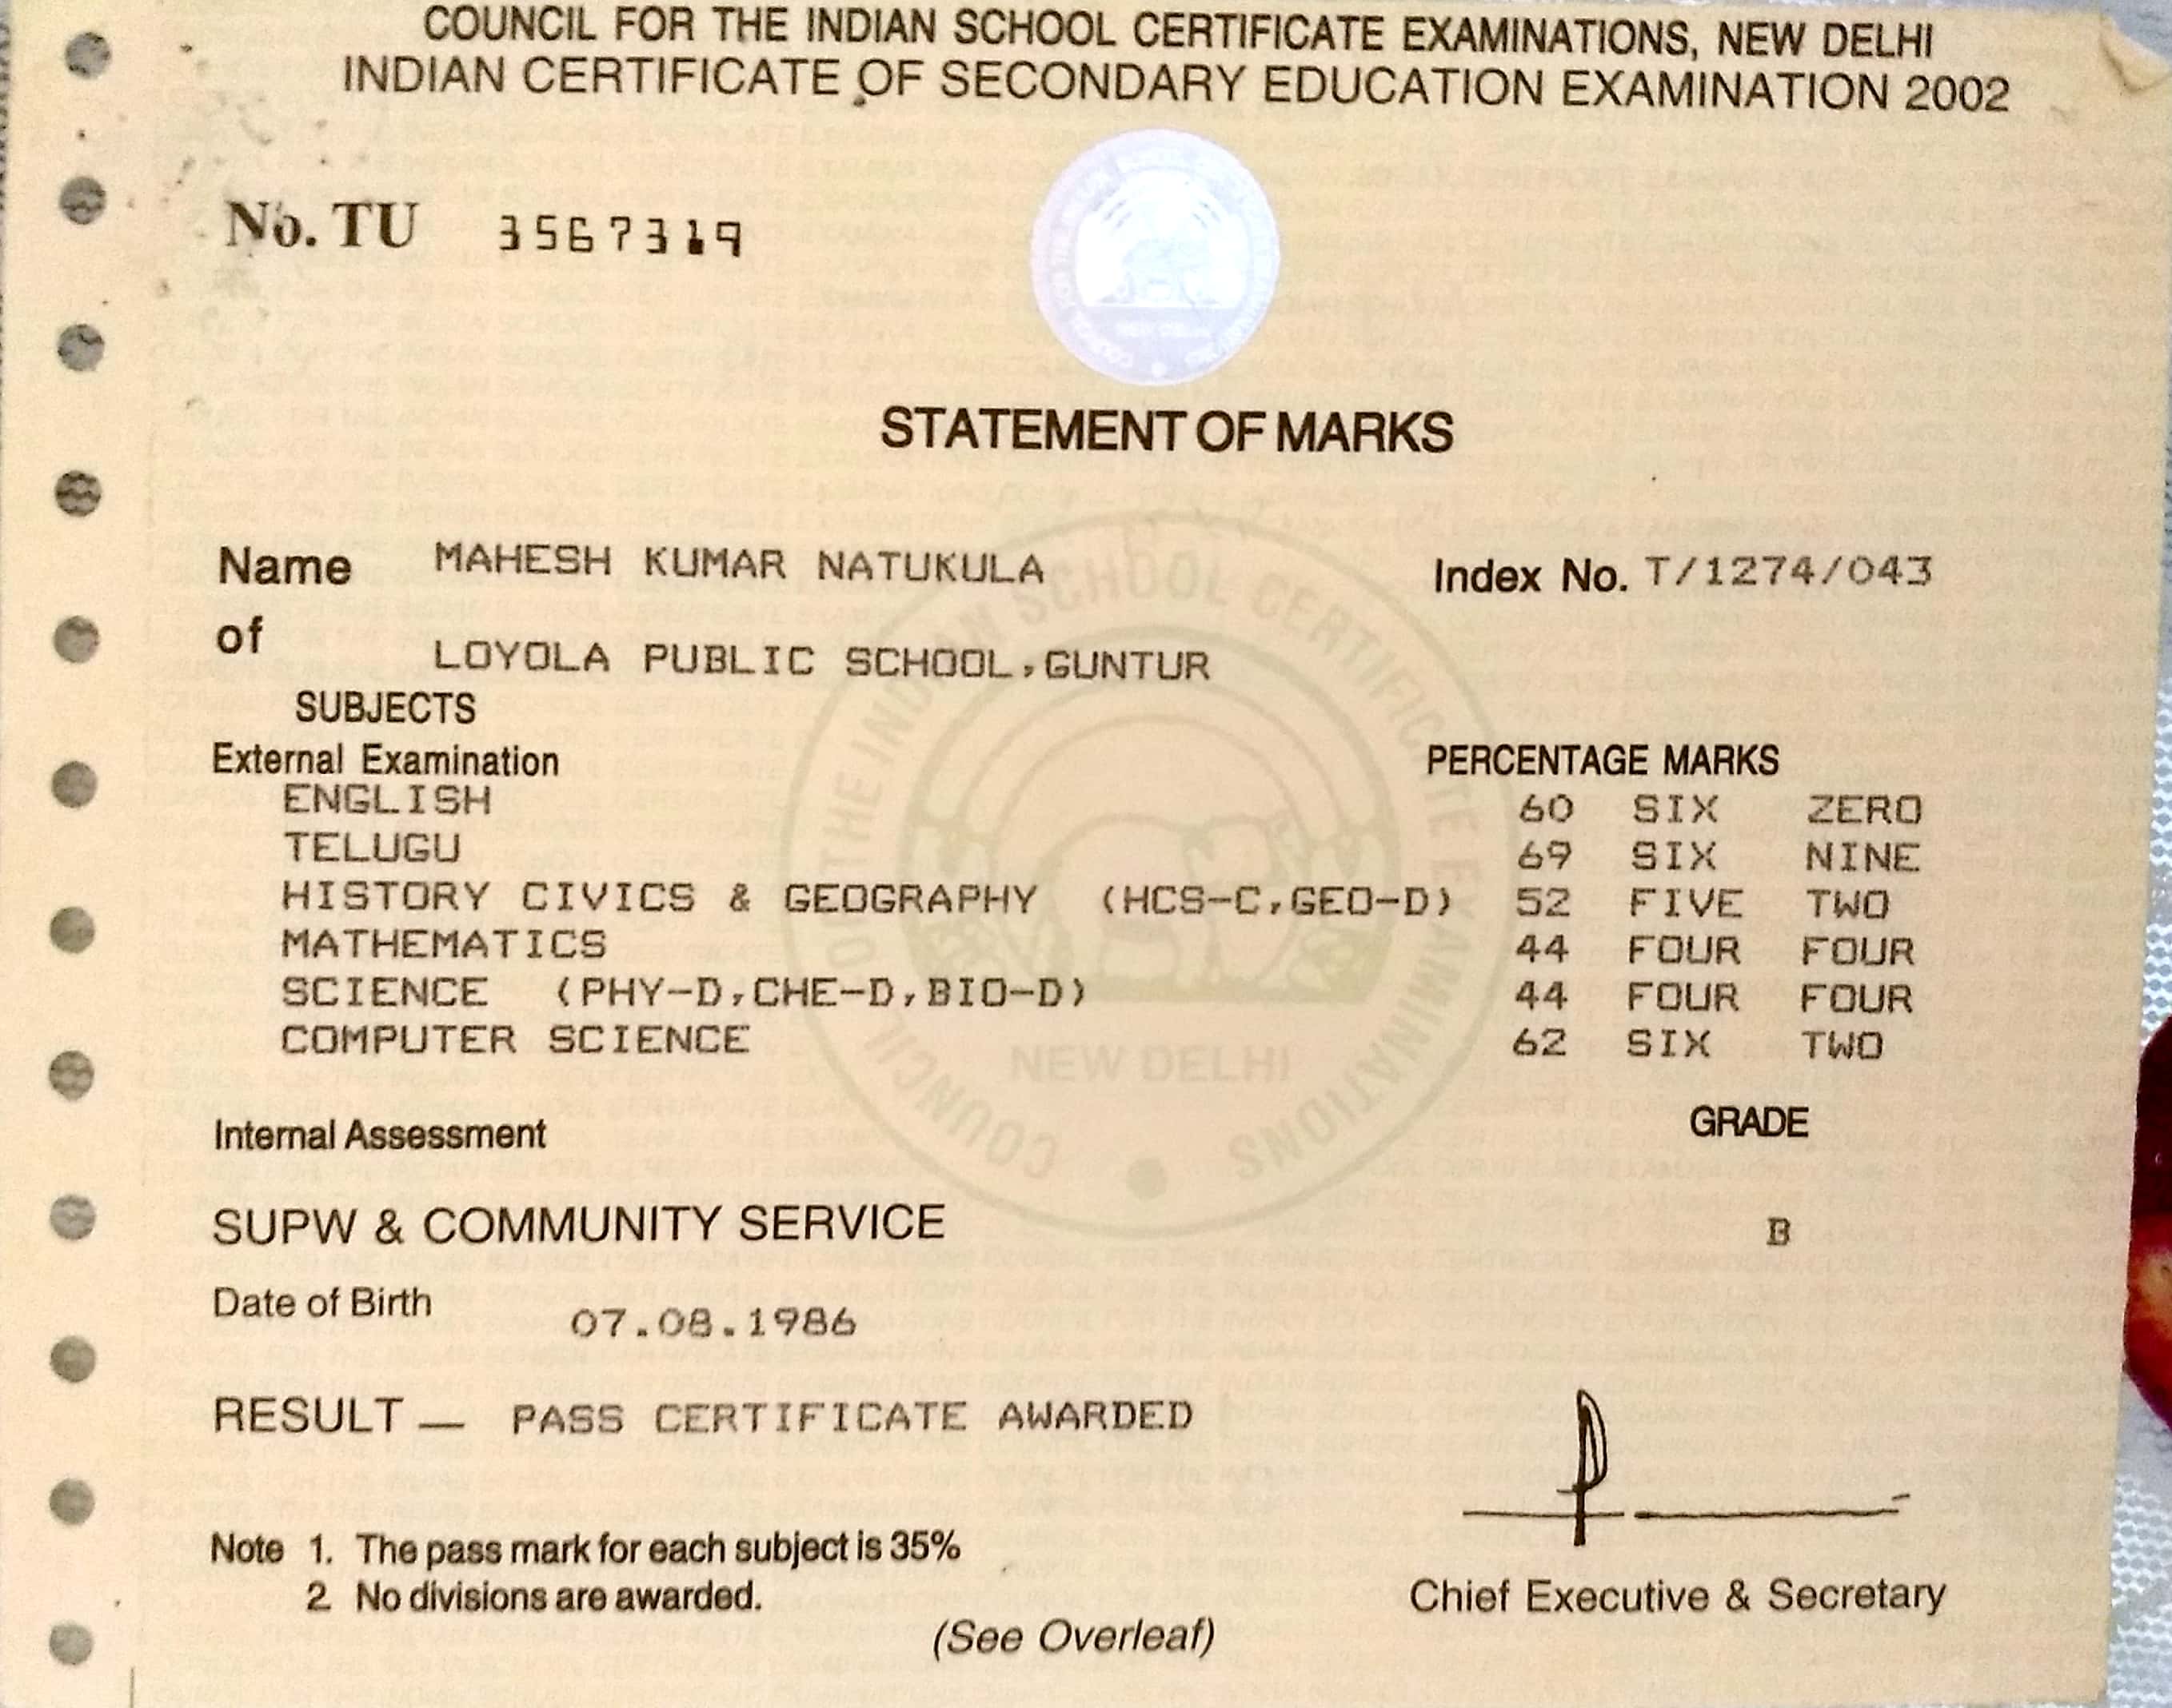 COUNCIL FOR THE INDIAN SCHOOL CERTIFICATE EXAMINATIONS, NEW DELHI
INDIAN CERTIFICATE OF SECONDARY EDUCATION EXAMINATION 2002
No. TU 3567319
STATEMENT OF MARKS
Name MAHESH KUMAR NATUKULA Index No. T/1274/043
of LOYOLA PUBLIC SCHOOL,GUNTUR
SUBJECTS
External Examination PERCENTAGE MARKS
ENGLISH 60 SIX ZERO
TELUGU 69 SIX NINE
HISTORY CIVICS & GEOGRAPHY (HCS-C,GEO-D) 52 FIVE TWO
MATHEMATICS 44 FOUR FOUR
SCIENCE (PHY-D,CHE-D,BIO-D) 44 FOUR FOUR
COMPUTER SCIENCE 62 SIX TWO
COUNCIL FOR THE INDIAN SCHOOL CERTIFICATE EXAMINATIONS
NEW DELHI
Internal Assessment GRADE
SUPW & COMMUNITY SERVICE B
Date of Birth 07.08.1986
RESULT — PASS CERTIFICATE AWARDED
Note 1. The pass mark for each subject is 35%
2. No divisions are awarded.
Chief Executive & Secretary
(See Overleaf)